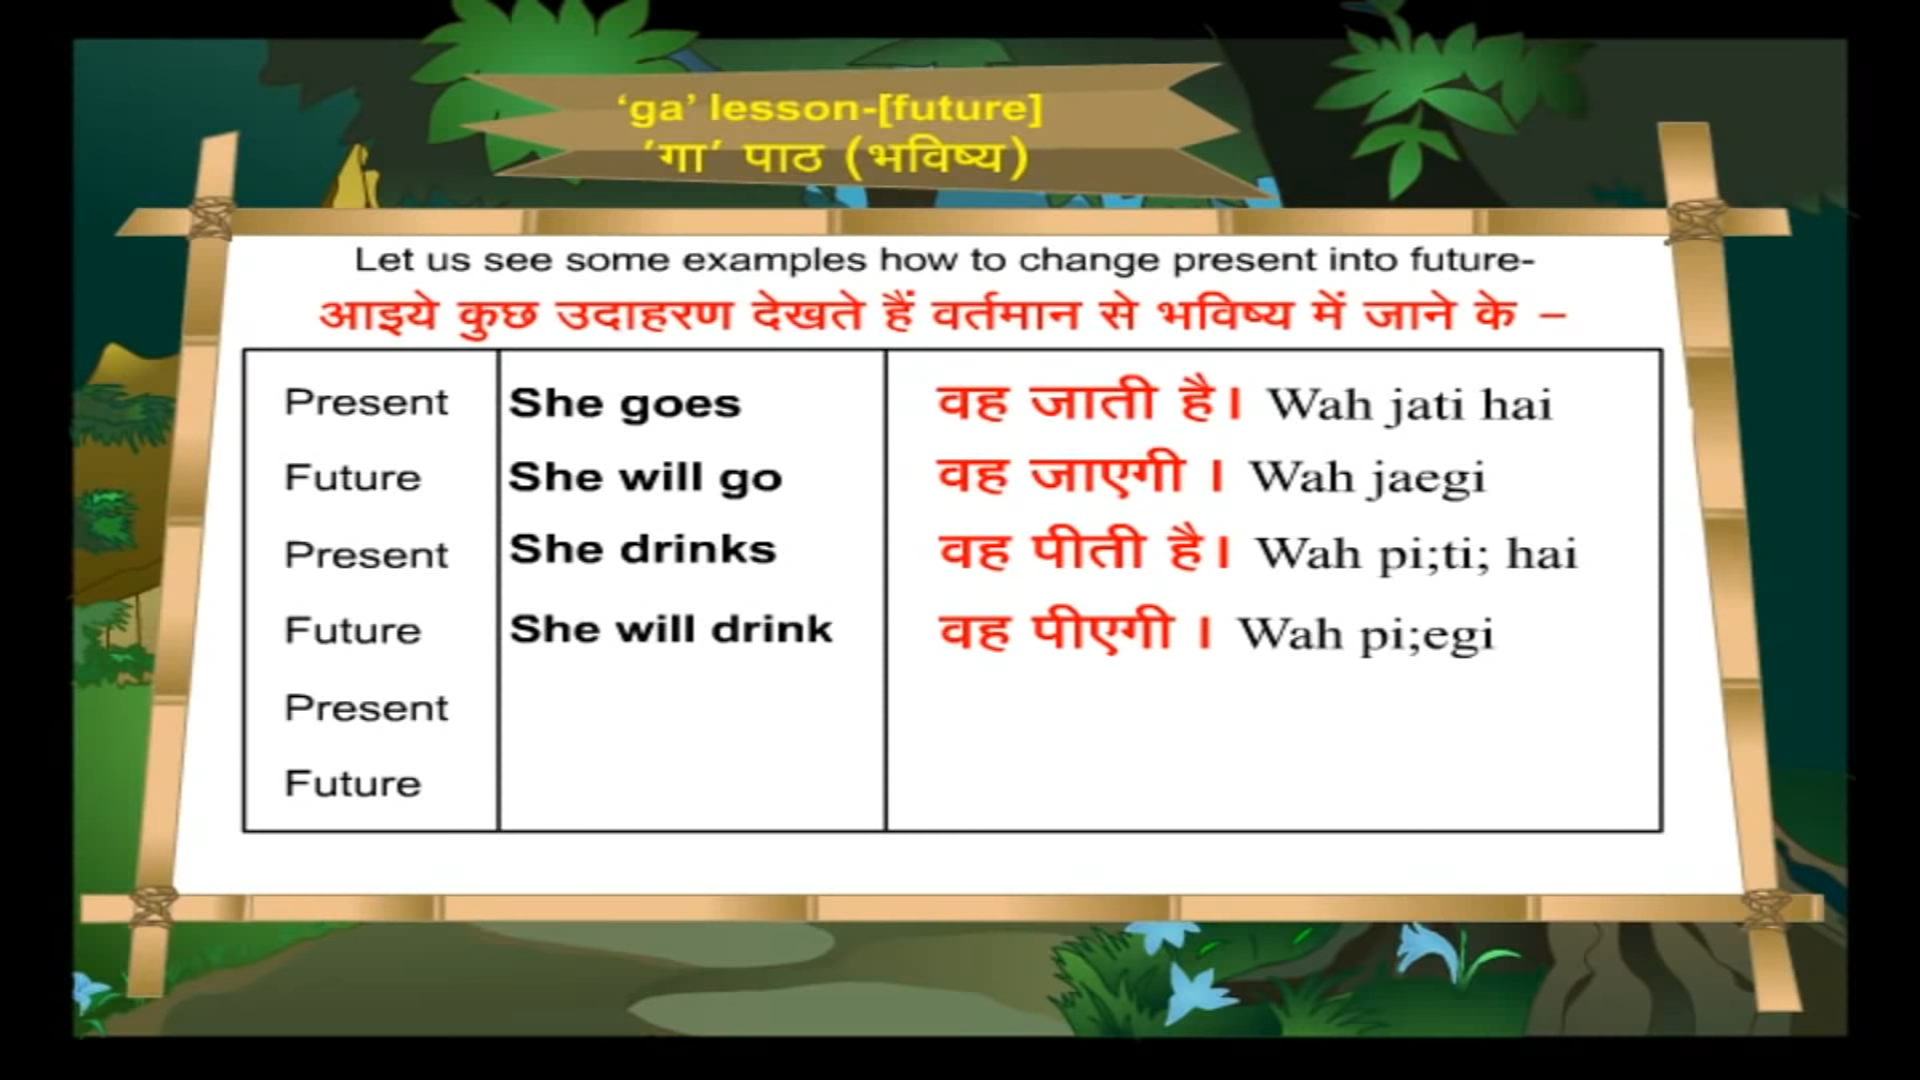 ‘ga’ lesson-[future]
'गा' पाठ (भविष्य)
Let us see some examples how to change present into future-
आइये कुछ उदाहरण देखते हैं वर्तमान से भविष्य में जाने के –
Present She goes वह जाती है। Wah jati hai
Future She will go वह जाएगी । Wah jaegi
Present She drinks वह पीती है। Wah pi;ti; hai
Future She will drink वह पीएगी । Wah pi;egi
Present
Future